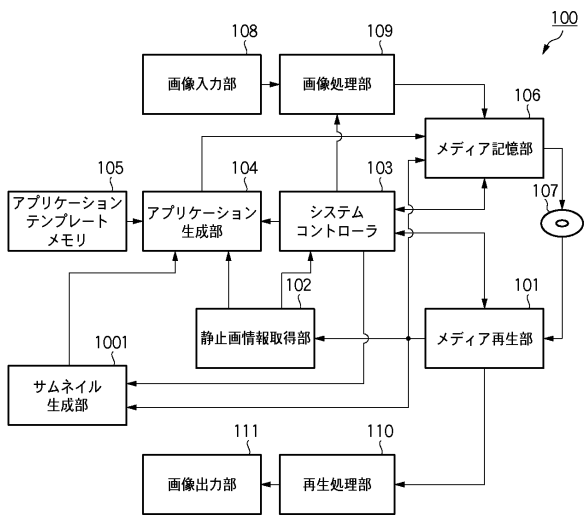 100
108
画像入力部
109
画像処理部
106
メディア記憶部
107
105
アプリケーション
テンプレート
メモリ
104
アプリケーション
生成部
103
システム
コントローラ
102
静止画情報取得部
101
メディア再生部
1001
サムネイル
生成部
111
画像出力部
110
再生処理部